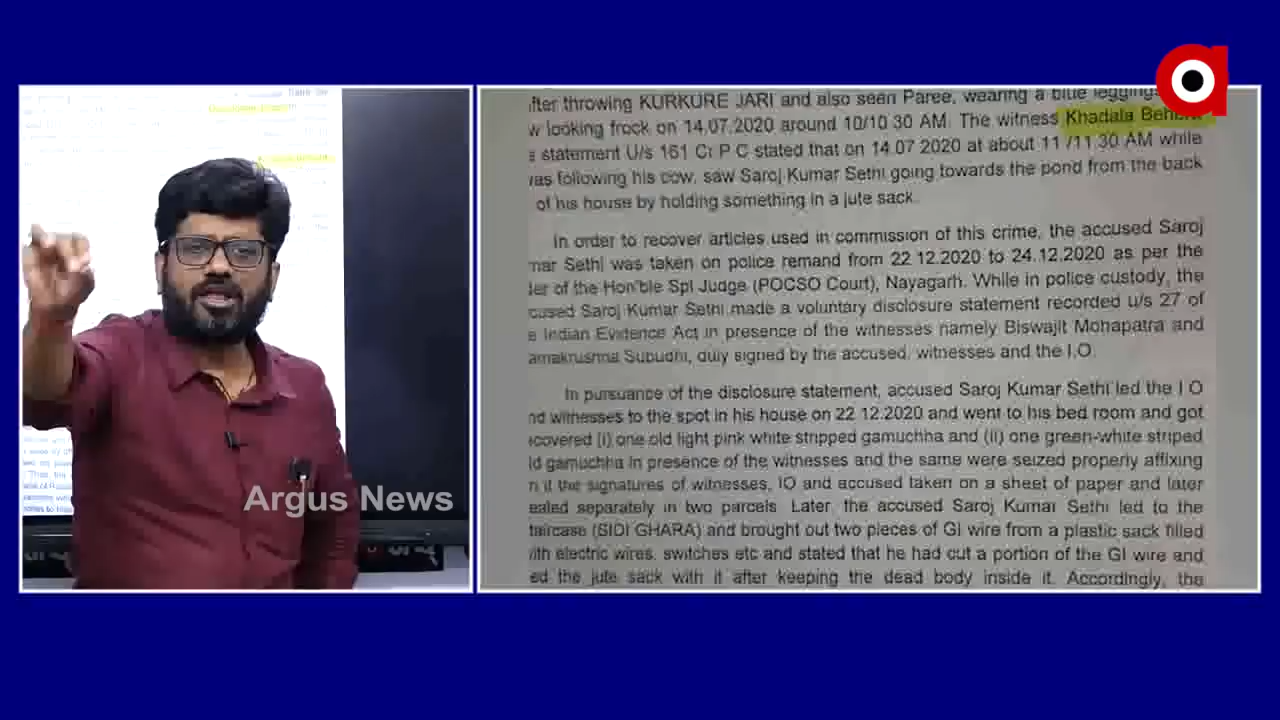 Argus News
fter throwing KURKURE JARI and also seen Paree, wearing a blue leggings
w looking frock on 14.07.2020 around 10/10 30 AM. The witness Khadala Behera
s statement U/s 161 Cr P C stated that on 14.07 2020 at about 11 /11.30 AM while
as following his cow, saw Saroj Kumar Sethi going towards the pond from the back
of his house by holding something in a jute sack.
In order to recover articles used in commission of this crime, the accused Saroj
mar Sethi was taken on police remand from 22.12.2020 to 24.12.2020 as per the
er of the Hon'ble Spl Judge (POCSO Court), Nayagarh. While in police custody, the
cused Saroj Kumar Sethi made a voluntary disclosure statement recorded u/s 27 of
e Indian Evidence Act in presence of the witnesses namely Biswajit Mohapatra and
amakrushna Subudhi, duly signed by the accused, witnesses and the I.O.
In pursuance of the disclosure statement, accused Saroj Kumar Sethi led the I O
nd witnesses to the spot in his house on 22 12.2020 and went to his bed room and got
covered (i) one old light pink white stripped gamuchha and (ii) one green-white striped
ld gamuchha in presence of the witnesses and the same were seized properly affixing
n it the signatures of witnesses, IO and accused taken on a sheet of paper and later
ealed separately in two parcels. Later, the accused Saroj Kumar Sethi led to the
taircase (SIDI GHARA) and brought out two pieces of GI wire from a plastic sack filled
ith electric wires, switches etc and stated that he had cut a portion of the GI wire and
ed the jute sack with it after keeping the dead body inside it. Accordingly, the